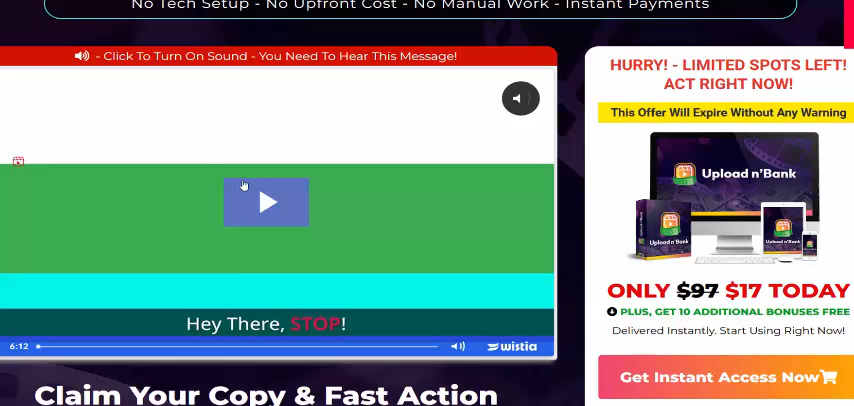 No Tech Setup - No Upfront Cost - No Manual Work - Instant Payments
- Click To Turn On Sound - You Need To Hear This Message!
Hey There, STOP!
6:12
wistia
Claim Your Copy & Fast Action
HURRY! - LIMITED SPOTS LEFT!
ACT RIGHT NOW!
This Offer Will Expire Without Any Warning
Upload n'Bank
Upload n'Bank
Upload n'Bank
ONLY $97 $17 TODAY
PLUS, GET 10 ADDITIONAL BONUSES FREE
Delivered Instantly. Start Using Right Now!
Get Instant Access Now